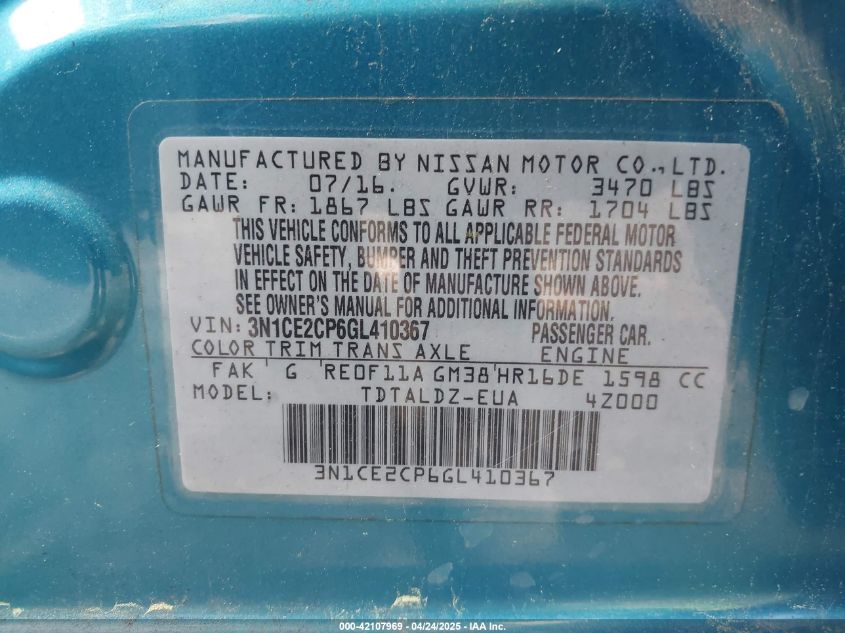 MANUFACTURED BY NISSAN MOTOR CO., LTD.
DATE: 07/16. GVWR: 3470 LBS
GAWR FR: 1867 LBS GAWR RR: 1704 LBS
THIS VEHICLE CONFORMS TO ALL APPLICABLE FEDERAL MOTOR
VEHICLE SAFETY, BUMPER AND THEFT PREVENTION STANDARDS
IN EFFECT ON THE DATE OF MANUFACTURE SHOWN ABOVE.
SEE OWNER'S MANUAL FOR ADDITIONAL INFORMATION.
VIN: 3N1CE2CP6GL410367 PASSENGER CAR.
COLOR TRIM TRANS AXLE ENGINE
FAK G RE0F11A GM38 HR16DE 1598 CC
MODEL: TDTALDZ-EUA 4Z000
3N1CE2CP6GL410367
000-42107969 - 04/24/2025 - IAA Inc.